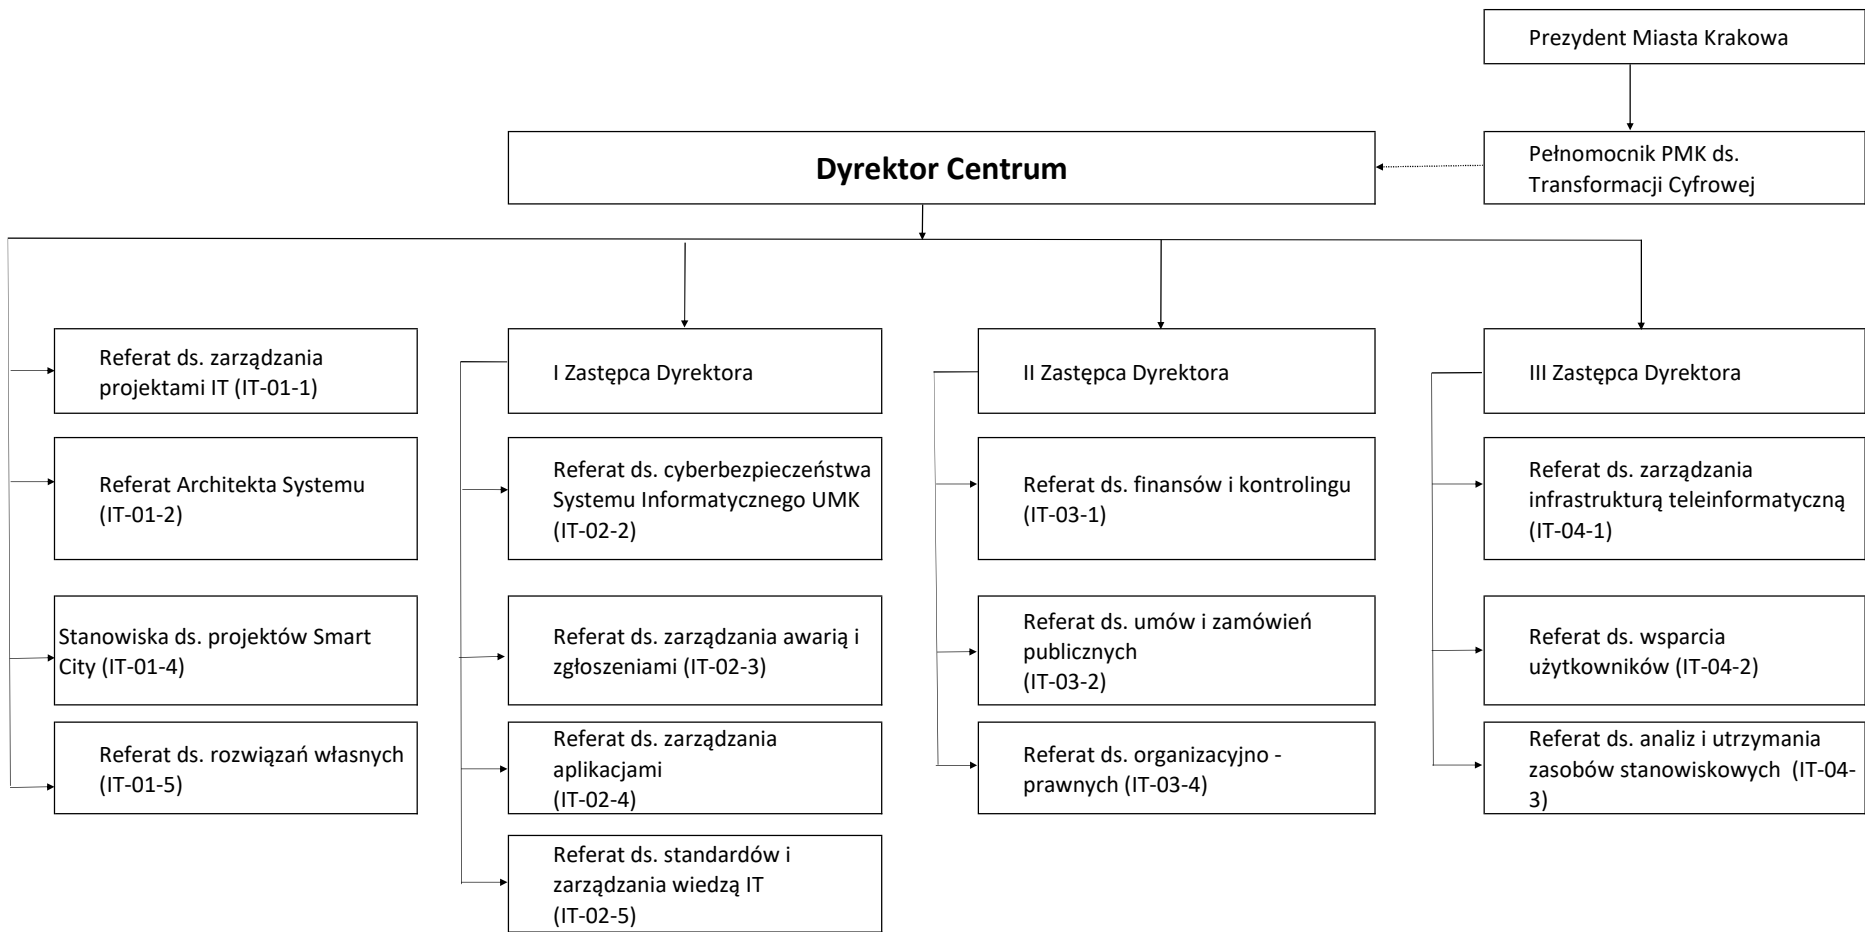 Prezydent Miasta Krakowa
Dyrektor Centrum
Pełnomocnik PMK ds.
Transformacji Cyfrowej
Referat ds. zarządzania
projektami IT (IT-01-1)
I Zastępca Dyrektora
II Zastępca Dyrektora
III Zastępca Dyrektora
Referat Architekta Systemu
(IT-01-2)
Referat ds. cyberbezpieczeństwa
Systemu Informatycznego UMK
(IT-02-2)
Referat ds. finansów i kontrolingu
(IT-03-1)
Referat ds. zarządzania
infrastrukturą teleinformatyczną
(IT-04-1)
Stanowiska ds. projektów Smart
City (IT-01-4)
Referat ds. zarządzania awarią i
zgłoszeniami (IT-02-3)
Referat ds. umów i zamówień
publicznych
(IT-03-2)
Referat ds. wsparcia
użytkowników (IT-04-2)
Referat ds. rozwiązań własnych
(IT-01-5)
Referat ds. zarządzania
aplikacjami
(IT-02-4)
Referat ds. organizacyjno -
prawnych (IT-03-4)
Referat ds. analiz i utrzymania
zasobów stanowiskowych (IT-04-
3)
Referat ds. standardów i
zarządzania wiedzą IT
(IT-02-5)